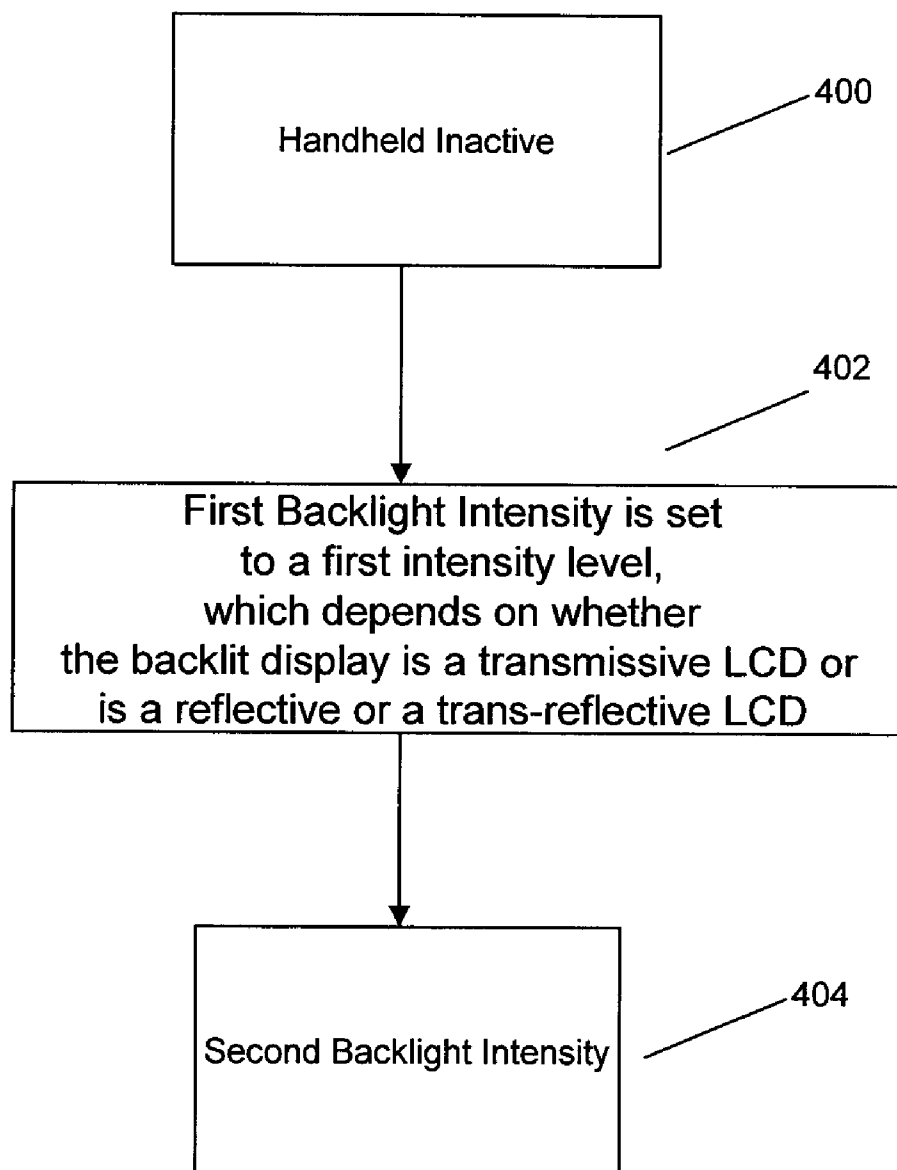 400
Handheld Inactive
402
First Backlight Intensity is set
to a first intensity level,
which depends on whether
the backlit display is a transmissive LCD or
is a reflective or a trans-reflective LCD
404
Second Backlight Intensity